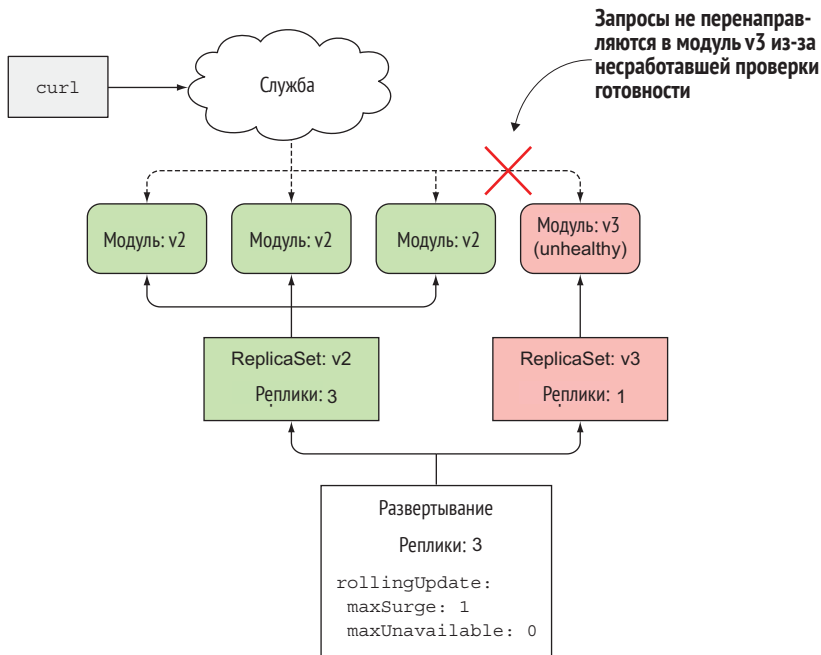 Запросы не перенаправ-
ляются в модуль v3 из-за
несработавшей проверки
готовности
curl
Служба
Модуль: v2
Модуль: v2
Модуль: v2
Модуль: v3
(unhealthy)
ReplicaSet: v2
Реплики: 3
ReplicaSet: v3
Реплики: 1
Развертывание
Реплики: 3
rollingUpdate:
maxSurge: 1
maxUnavailable: 0